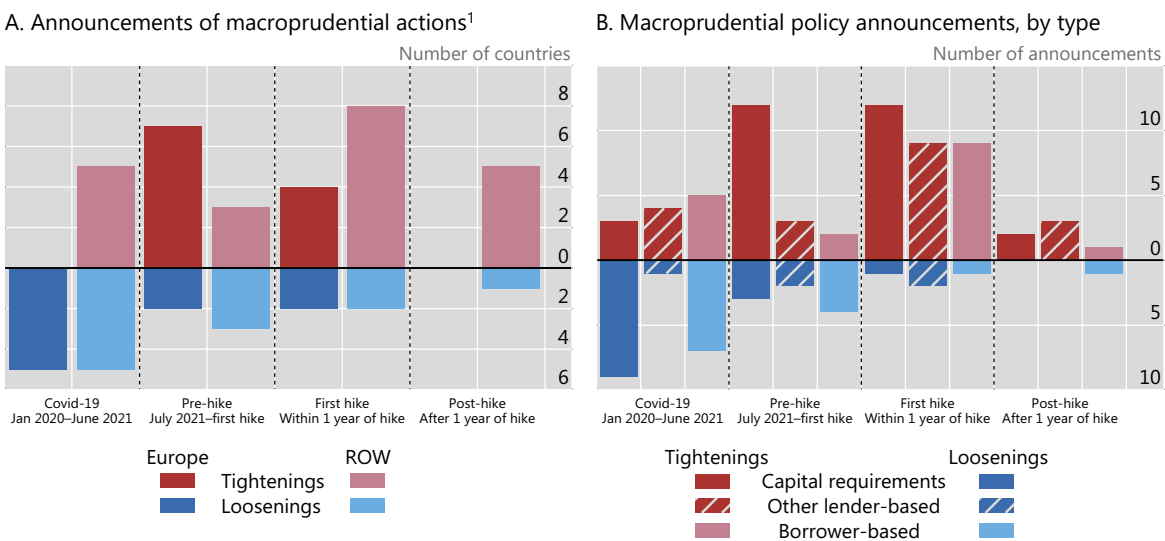 A. Announcements of macroprudential actions¹
Number of countries
8
6
4
2
0
2
4
6
Covid-19
Jan 2020–June 2021
Pre-hike
July 2021–first hike
First hike
Within 1 year of hike
Post-hike
After 1 year of hike
Europe ROW
Tightenings
Loosenings
B. Macroprudential policy announcements, by type
Number of announcements
10
5
0
5
10
Covid-19
Jan 2020–June 2021
Pre-hike
July 2021–first hike
First hike
Within 1 year of hike
Post-hike
After 1 year of hike
Tightenings Loosenings
Capital requirements
Other lender-based
Borrower-based